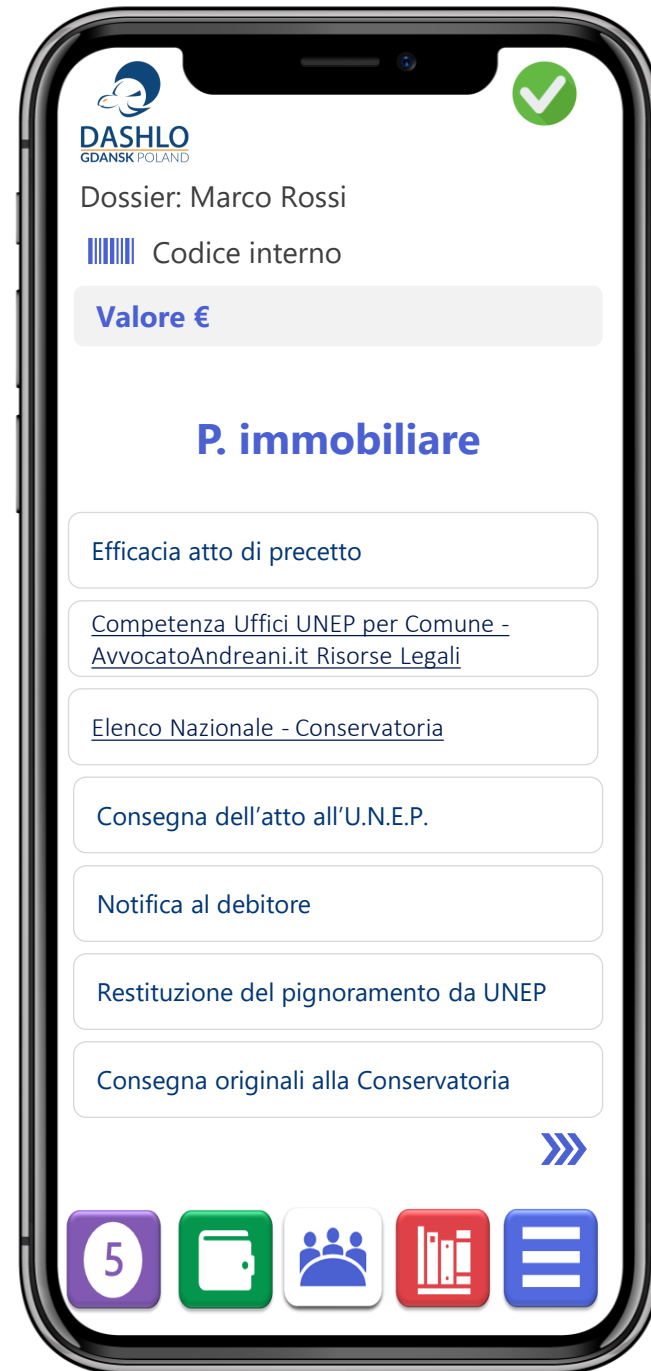 DASHLO
GDANSK POLAND
Dossier: Marco Rossi
Codice interno
Valore €
P. immobiliare
Efficacia atto di precetto
Competenza Uffici UNEP per Comune -
AvvocatoAndreani.it Risorse Legali
Elenco Nazionale - Conservatoria
Consegna dell’atto all’U.N.E.P.
Notifica al debitore
Restituzione del pignoramento da UNEP
Consegna originali alla Conservatoria
5